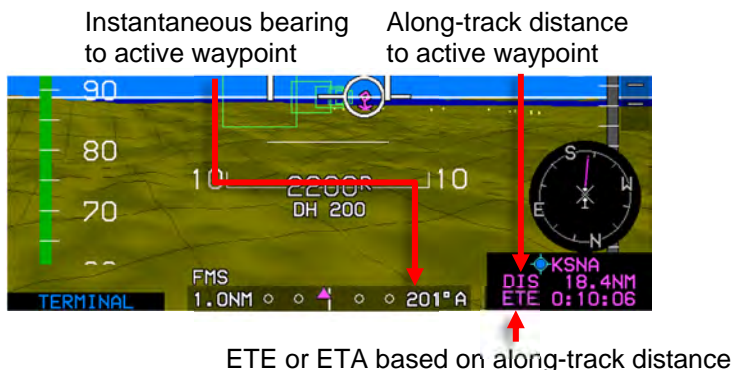 Instantaneous bearing
to active waypoint
Along-track distance
to active waypoint
90
80
10 2200R 10
DH 200
70
S
W
E
N
FMS
1.0NM 201°A
TERMINAL
KSNA
DIS 18.4NM
ETE 0:10:06
ETE or ETA based on along-track distance